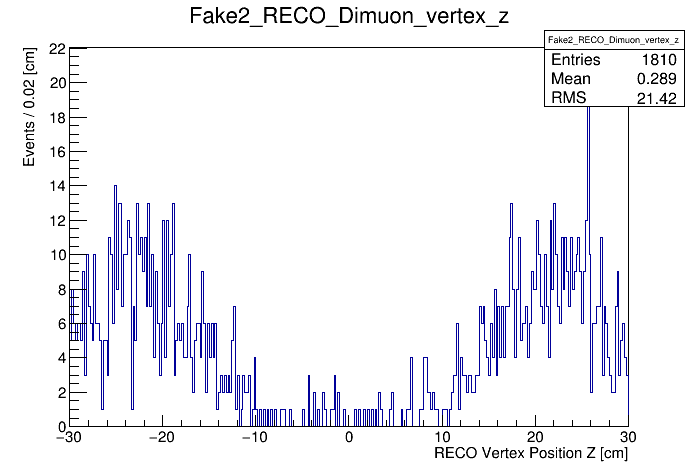 Fake2_RECO_Dimuon_vertex_z
Fake2_RECO_Dimuon_vertex_z
Entries 1810
Mean 0.289
RMS 21.42
Events / 0.02 [cm]
22
20
18
16
14
12
10
8
6
4
2
0
−30 −20 −10 0 10 20 30
RECO Vertex Position Z [cm]